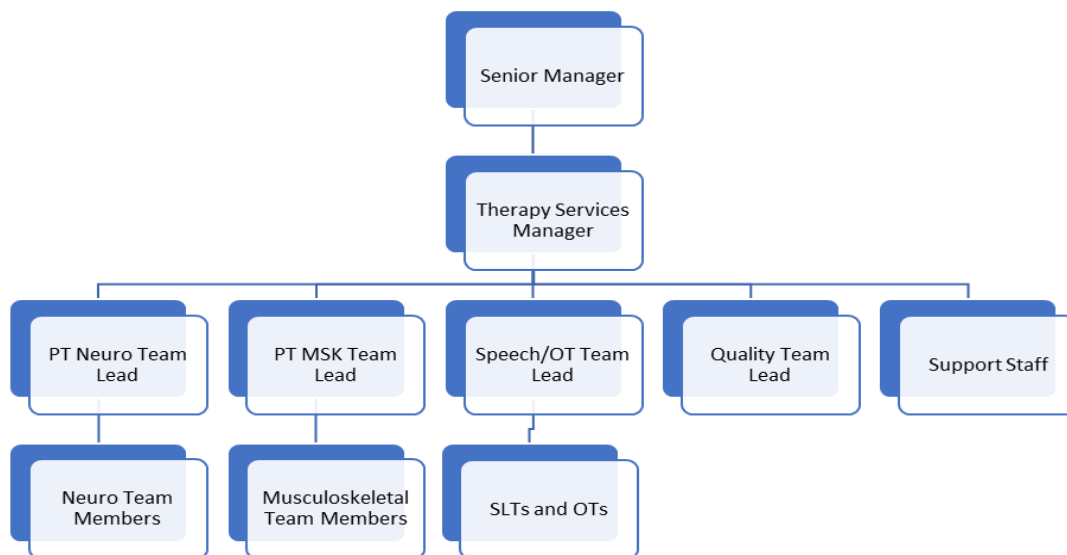 Senior Manager
Therapy Services
Manager
PT Neuro Team
Lead
PT MSK Team
Lead
Speech/OT Team
Lead
Quality Team
Lead
Support Staff
Neuro Team
Members
Musculoskeletal
Team Members
SLTs and OTs